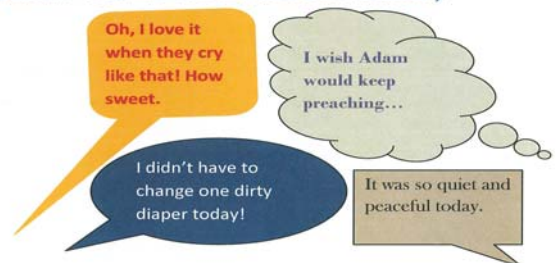 Oh, I love it
when they cry
like that! How
sweet.
I wish Adam
would keep
preaching…
I didn't have to
change one dirty
diaper today!
It was so quiet and
peaceful today.